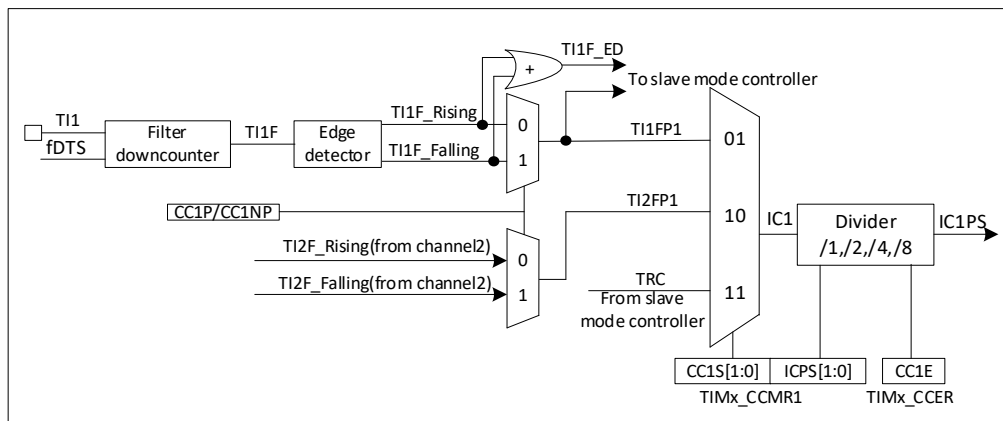 TI1F_ED
To slave mode controller
TI1
fDTS
Filter
downcounter
TI1F
Edge
detector
TI1F_Rising
TI1F_Falling
0
1
TI1FP1
01
CC1P/CC1NP
TI2FP1
10
IC1
Divider
/1,/2,/4,/8
IC1PS
TI2F_Rising(from channel2)
TI2F_Falling(from channel2)
0
1
TRC
From slave
mode controller
11
CC1S[1:0]
ICPS[1:0]
CC1E
TIMx_CCMR1
TIMx_CCER
+